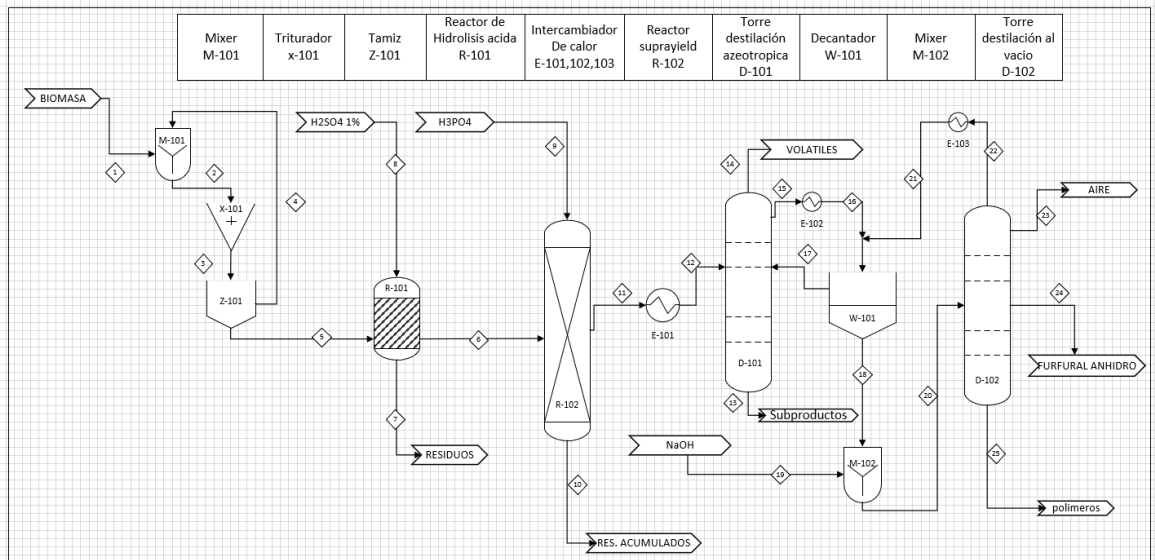 Mixer
M-101
Triturador
x-101
Tamiz
Z-101
Reactor de
Hidrolisis acida
R-101
Intercambiador
De calor
E-101,102,103
Reactor
suprayield
R-102
Torre
destilación
azeotropica
D-101
Decantador
W-101
Mixer
M-102
Torre
destilación al
vacio
D-102
BIOMASA
H2SO4 1%
H3PO4
VOLATILES
AIRE
M-101
X-101
Z-101
R-101
R-102
E-101
E-102
E-103
D-101
W-101
D-102
M-102
1
2
3
4
5
6
7
8
9
10
11
12
13
14
15
16
17
18
19
20
21
22
23
24
25
RESIDUOS
RES. ACUMULADOS
Subproductos
NaOH
FURFURAL ANHIDRO
polimeros